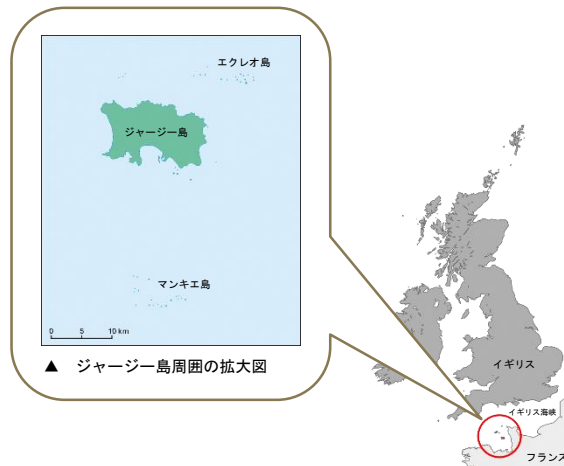 エクレオ島
ジャージー島
マンキエ島
0 5 10 km
▲ ジャージー島周囲の拡大図
イギリス
イギリス海峡
フランス